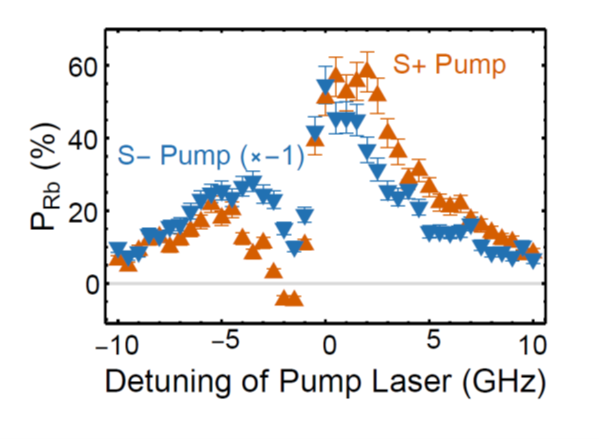 60
S+ Pump
P_Rb (%)
40
S− Pump (×−1)
20
0
−10
−5
0
5
10
Detuning of Pump Laser (GHz)